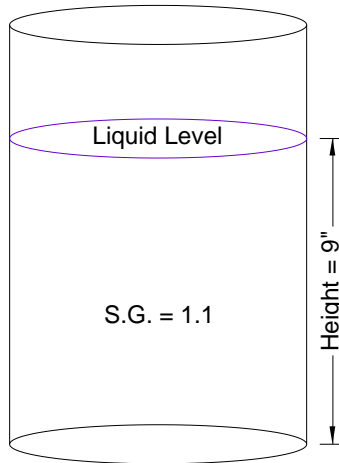 Liquid Level
S.G. = 1.1
Height = 9"